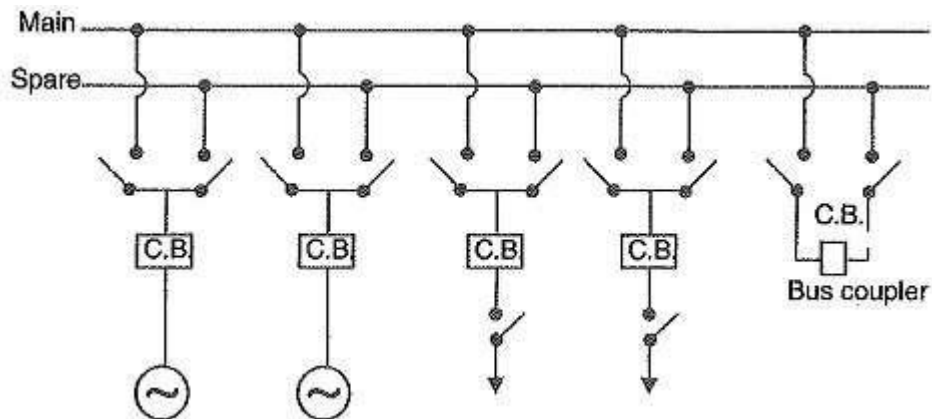 Main
Spare
C.B.
C.B. C.B. C.B C.B.
Bus coupler